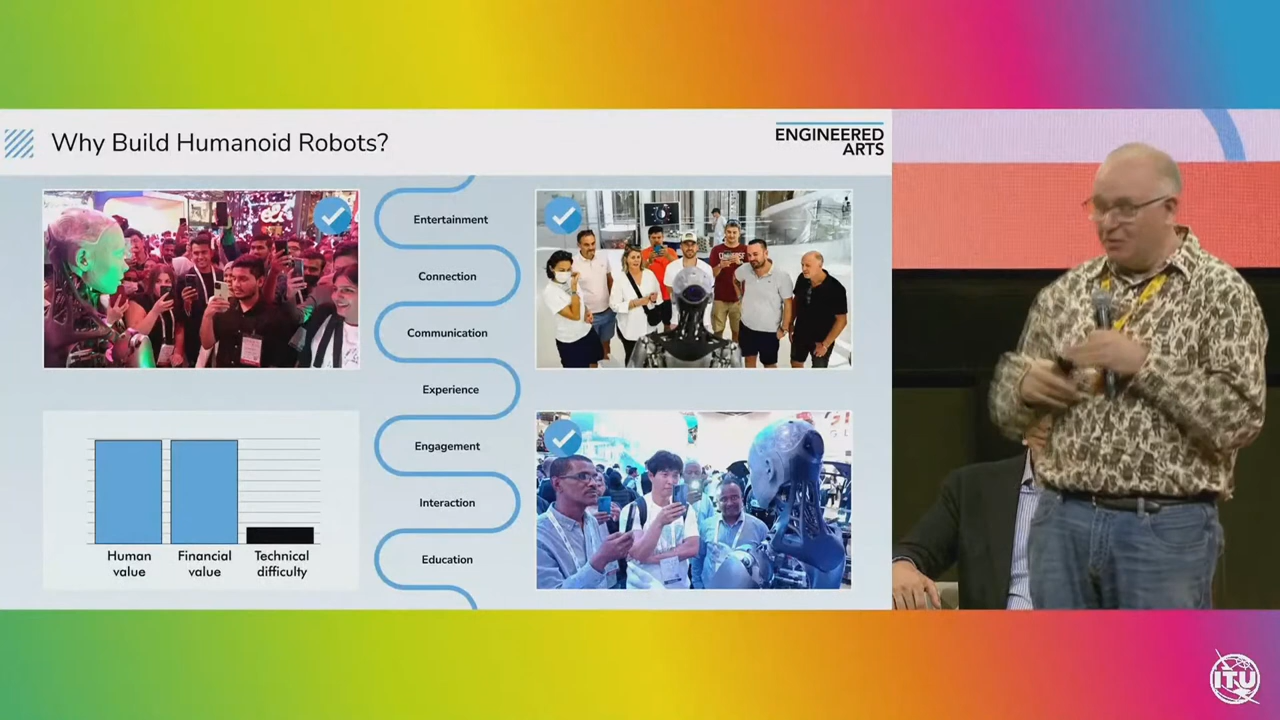 Why Build Humanoid Robots?
ENGINEERED
ARTS
Entertainment
Connection
Communication
Experience
Engagement
Interaction
Education
Human
value
Financial
value
Technical
difficulty
ITU